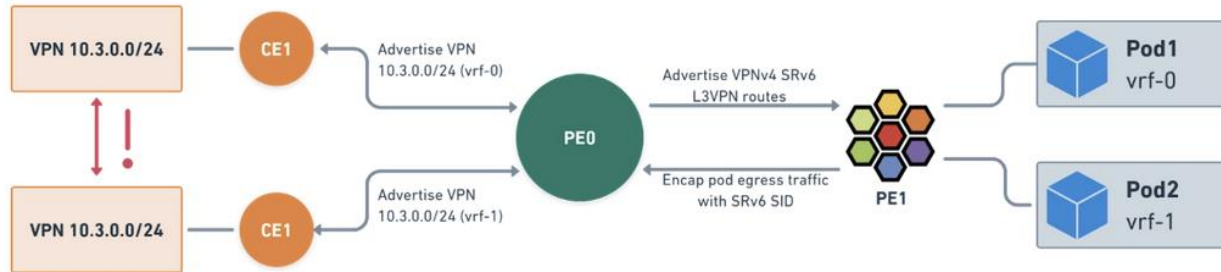 VPN 10.3.0.0/24
CE1
Advertise VPN
10.3.0.0/24 (vrf-0)
PE0
Advertise VPNv4 SRv6
L3VPN routes
Encap pod egress traffic
with SRv6 SID
PE1
Pod1
vrf-0
!
VPN 10.3.0.0/24
CE1
Advertise VPN
10.3.0.0/24 (vrf-1)
Pod2
vrf-1